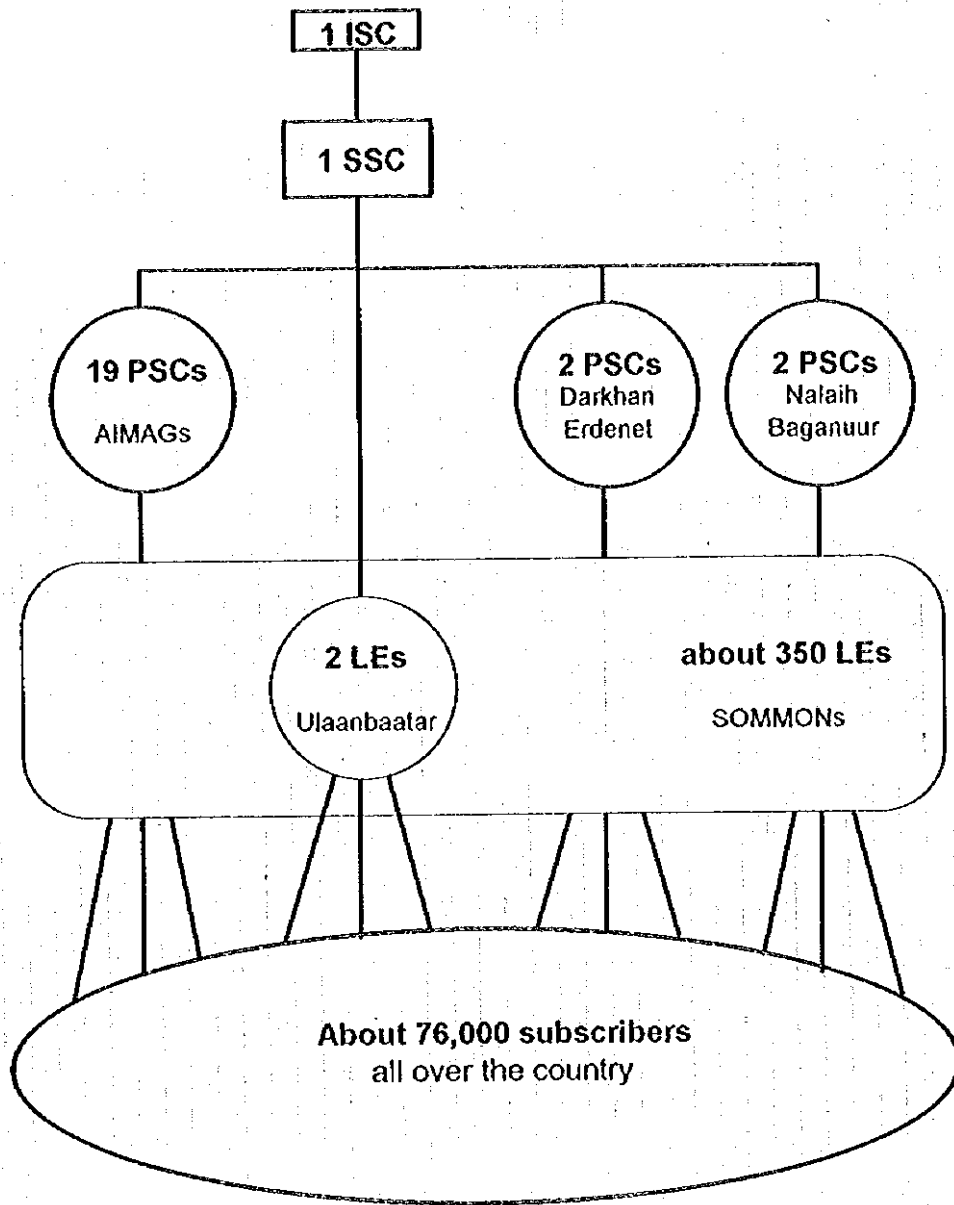 1 ISC
1 SSC
19 PSCs
AIMAGs
2 PSCs
Darkhan
Erdenet
2 PSCs
Nalaih
Baganuur
2 LEs
Ulaanbaatar
about 350 LEs
SOMMONs
About 76,000 subscribers
all over the country